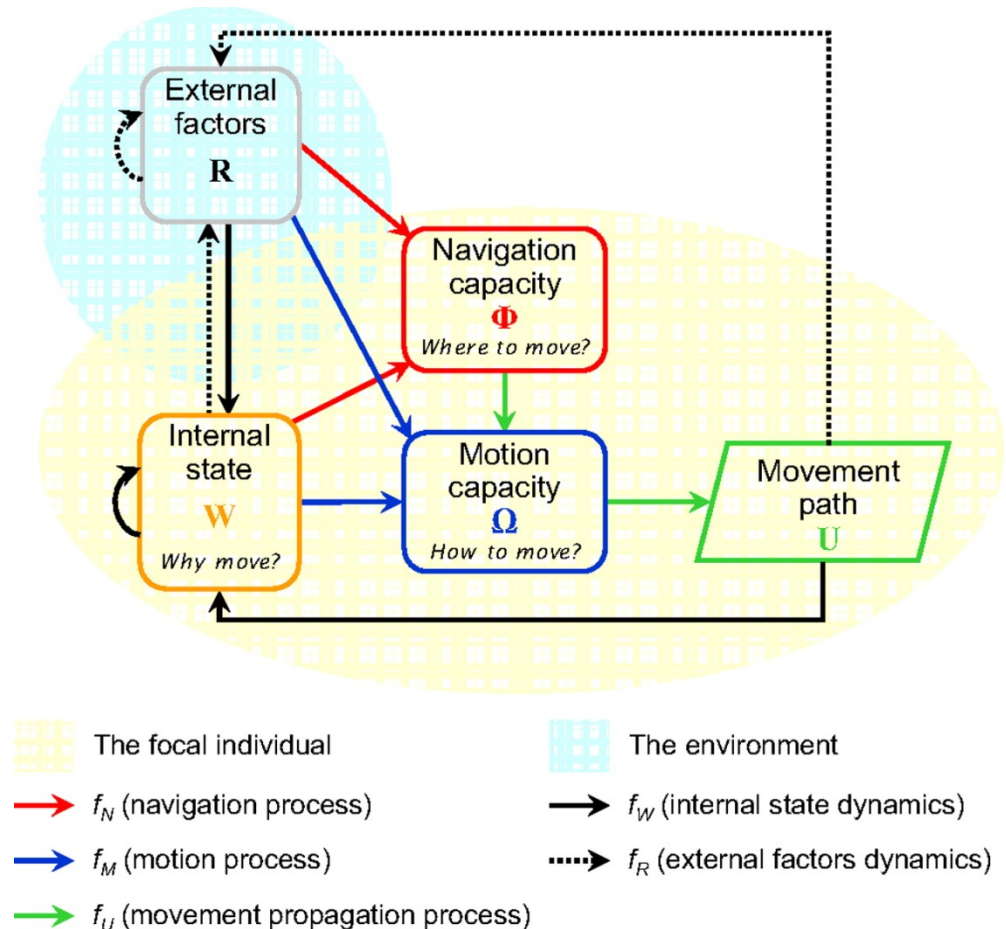 External
factors
R
Navigation
capacity
Φ
Where to move?
Internal
state
W
Why move?
Motion
capacity
Ω
How to move?
Movement
path
U
The focal individual
The environment
f_N (navigation process)
f_W (internal state dynamics)
f_M (motion process)
f_R (external factors dynamics)
f_U (movement propagation process)